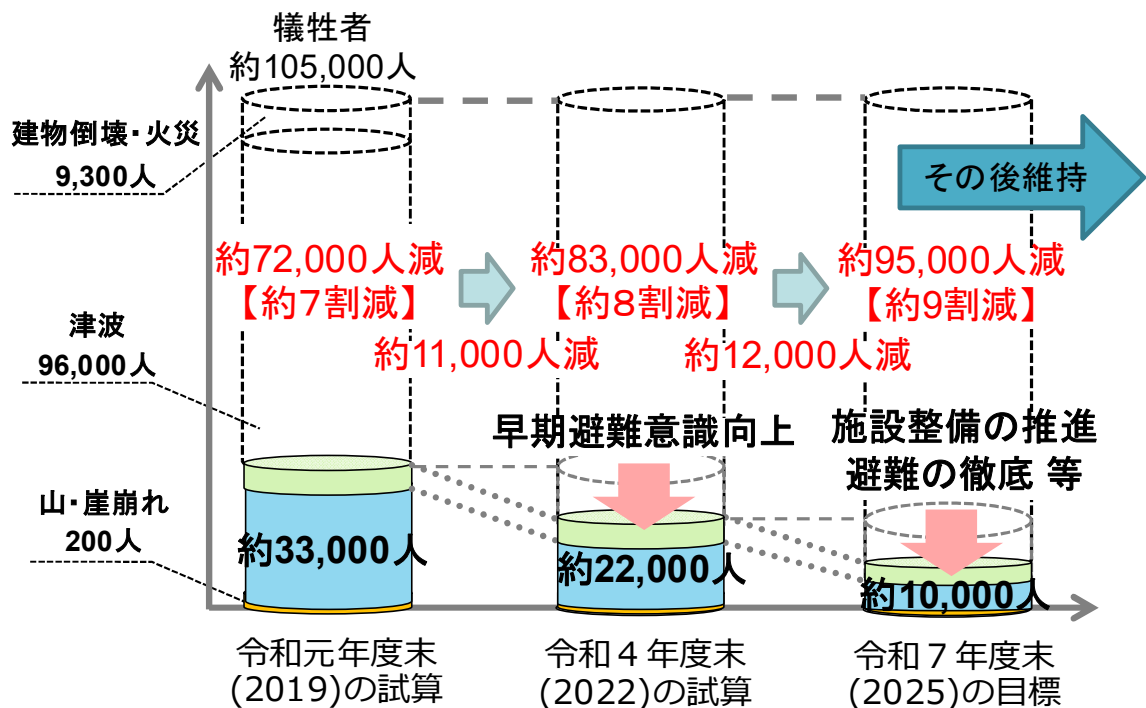 犠牲者
約105,000人
建物倒壊・火災
9,300人
その後維持
約72,000人減
【約７割減】
約83,000人減
【約８割減】
約95,000人減
【約9割減】
約11,000人減
約12,000人減
津波
96,000人
早期避難意識向上
施設整備の推進
避難の徹底 等
山・崖崩れ
200人
約33,000人
約22,000人
約10,000人
令和元年度末
(2019)の試算
令和４年度末
(2022)の試算
令和７年度末
(2025)の目標